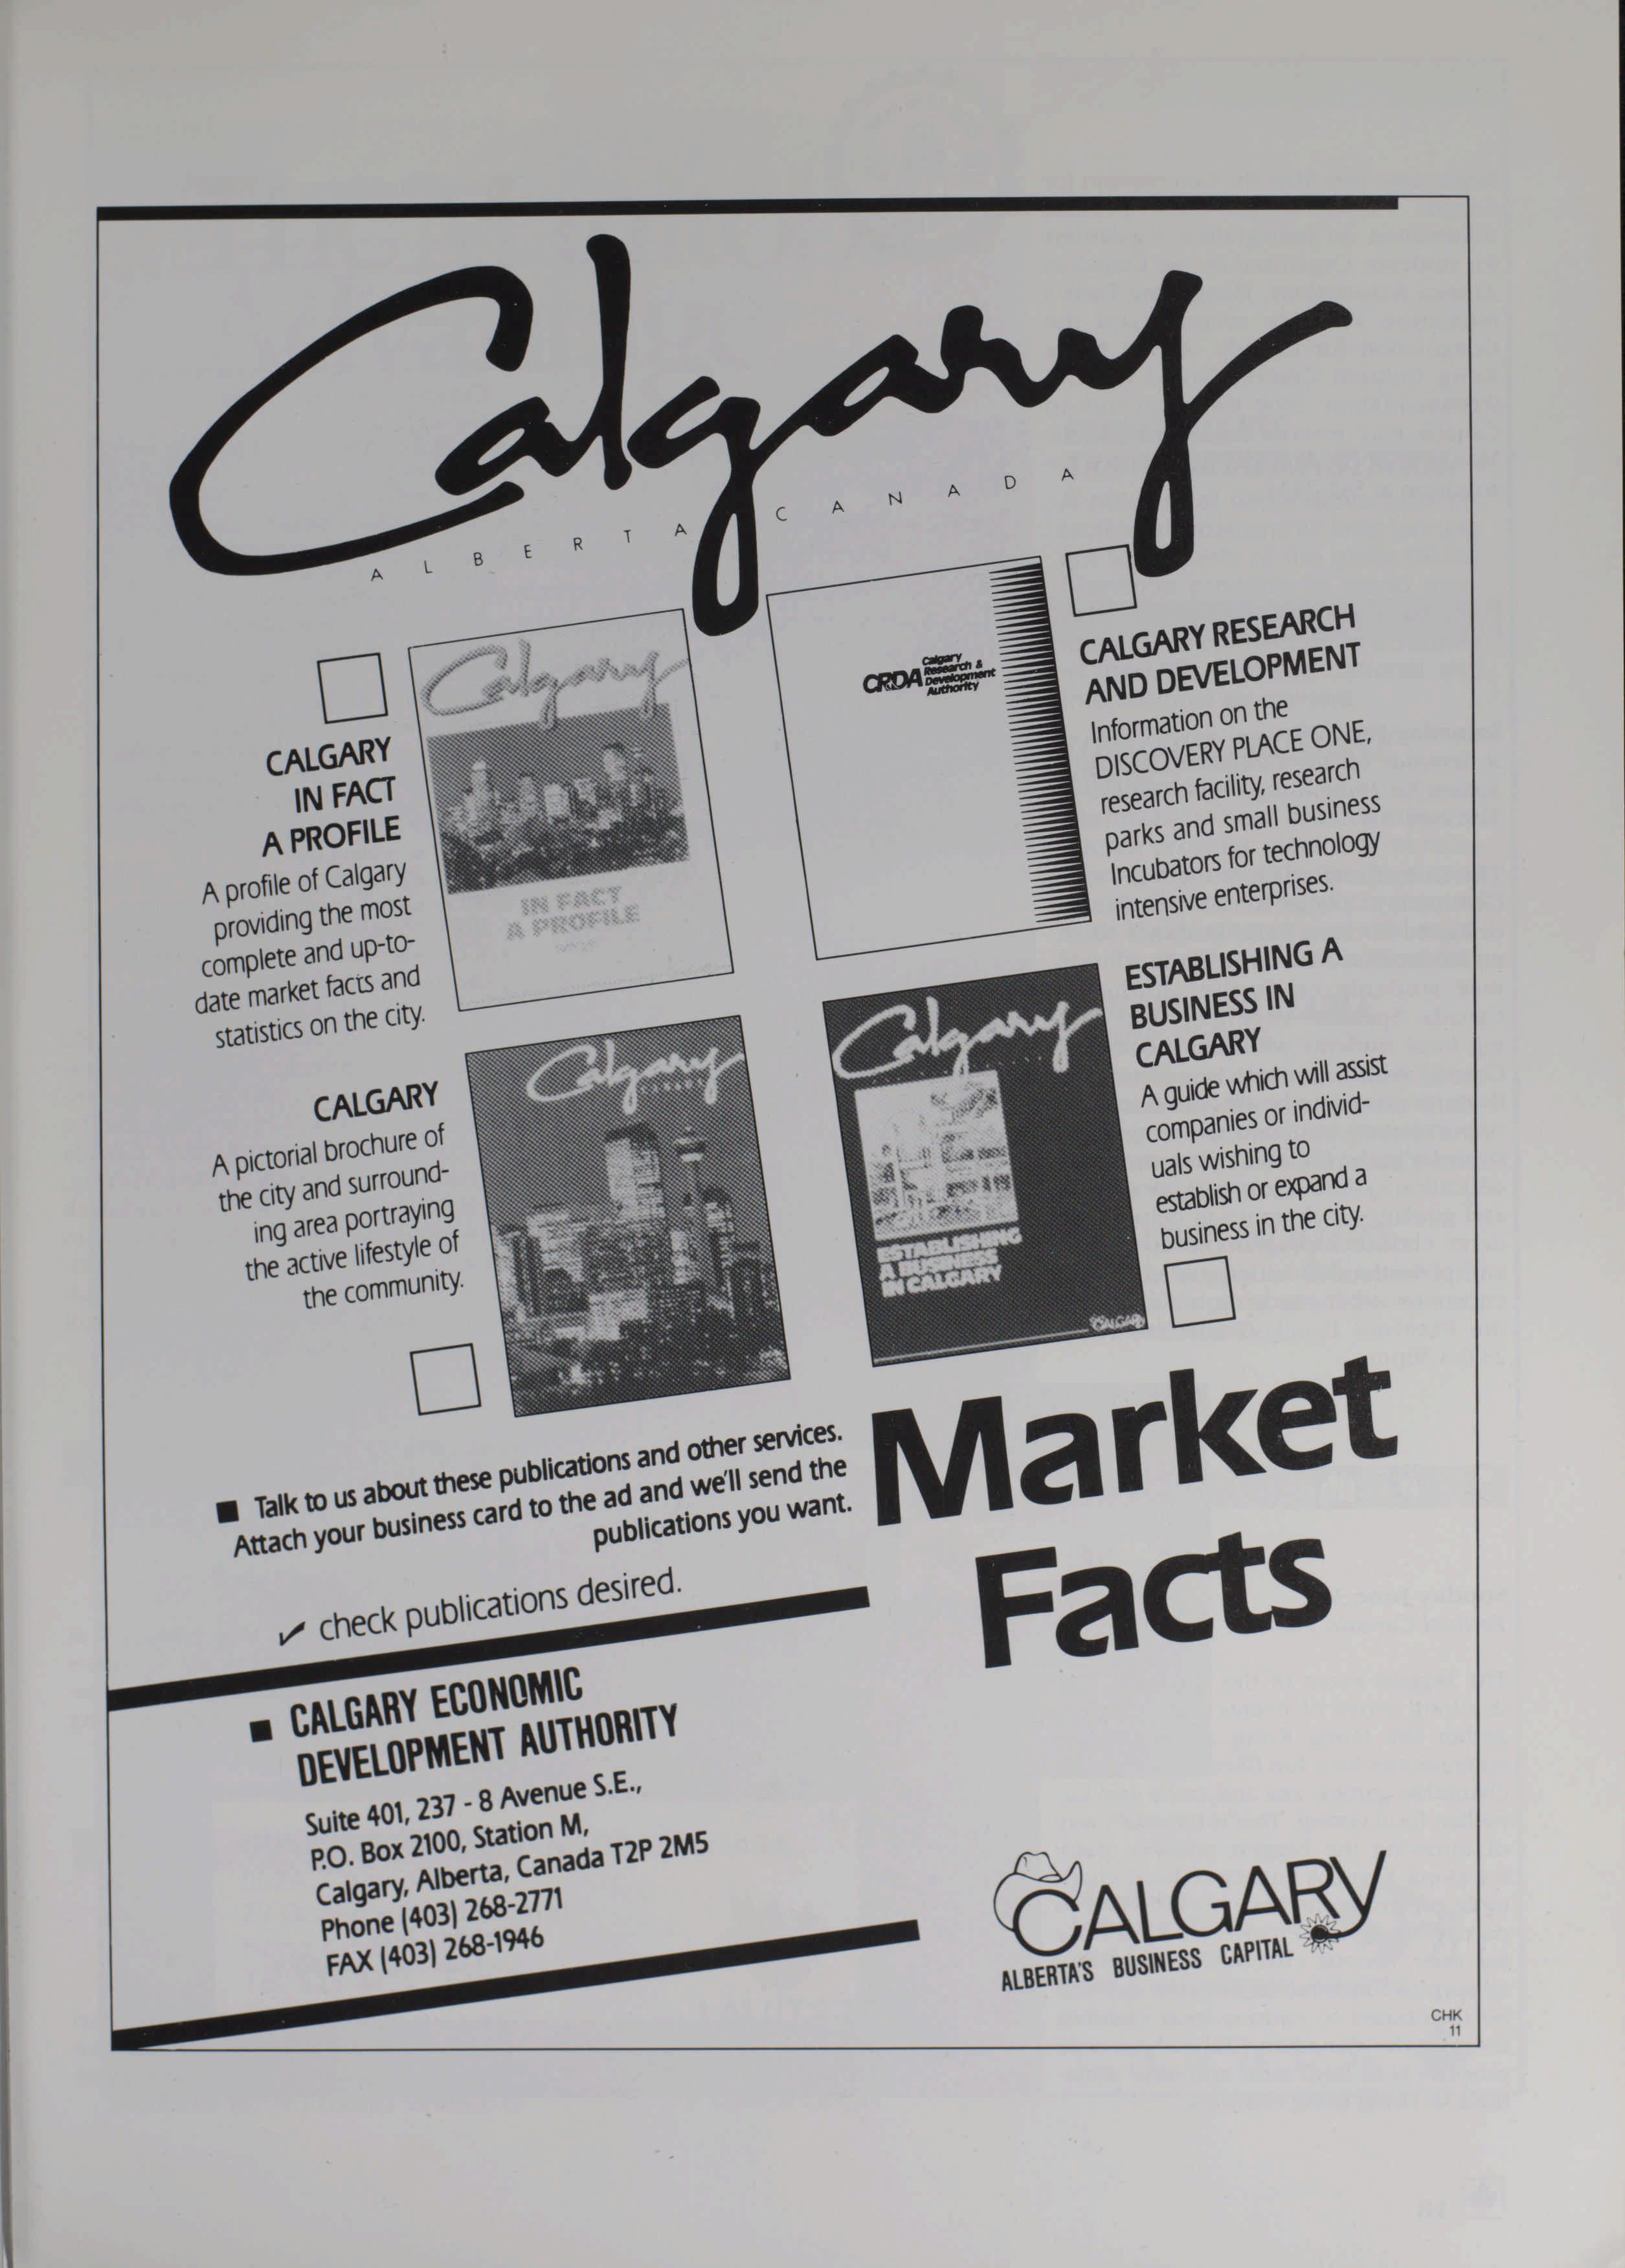 Calgary
ALBERTA CANADA
CALGARY
IN FACT
A PROFILE
A profile of Calgary
providing the most
complete and up-to-
date market facts and
statistics on the city.
Calgary
IN FACT
A PROFILE
CRDA
Calgary
Research &
Development
Authority
CALGARY RESEARCH
AND DEVELOPMENT
Information on the
DISCOVERY PLACE ONE,
research facility, research
parks and small business
Incubators for technology
intensive enterprises.
CALGARY
A pictorial brochure of
the city and surround-
ing area portraying
the active lifestyle of
the community.
Calgary
Calgary
ESTABLISHING
A BUSINESS
IN CALGARY
CALGARY
ESTABLISHING A
BUSINESS IN
CALGARY
A guide which will assist
companies or individ-
uals wishing to
establish or expand a
business in the city.
■ Talk to us about these publications and other services.
Attach your business card to the ad and we'll send the
publications you want.
✓ check publications desired.
Market
Facts
■ CALGARY ECONOMIC
DEVELOPMENT AUTHORITY
Suite 401, 237 - 8 Avenue S.E.,
P.O. Box 2100, Station M,
Calgary, Alberta, Canada T2P 2M5
Phone (403) 268-2771
FAX (403) 268-1946
CALGARY
ALBERTA'S BUSINESS CAPITAL
CHK
11